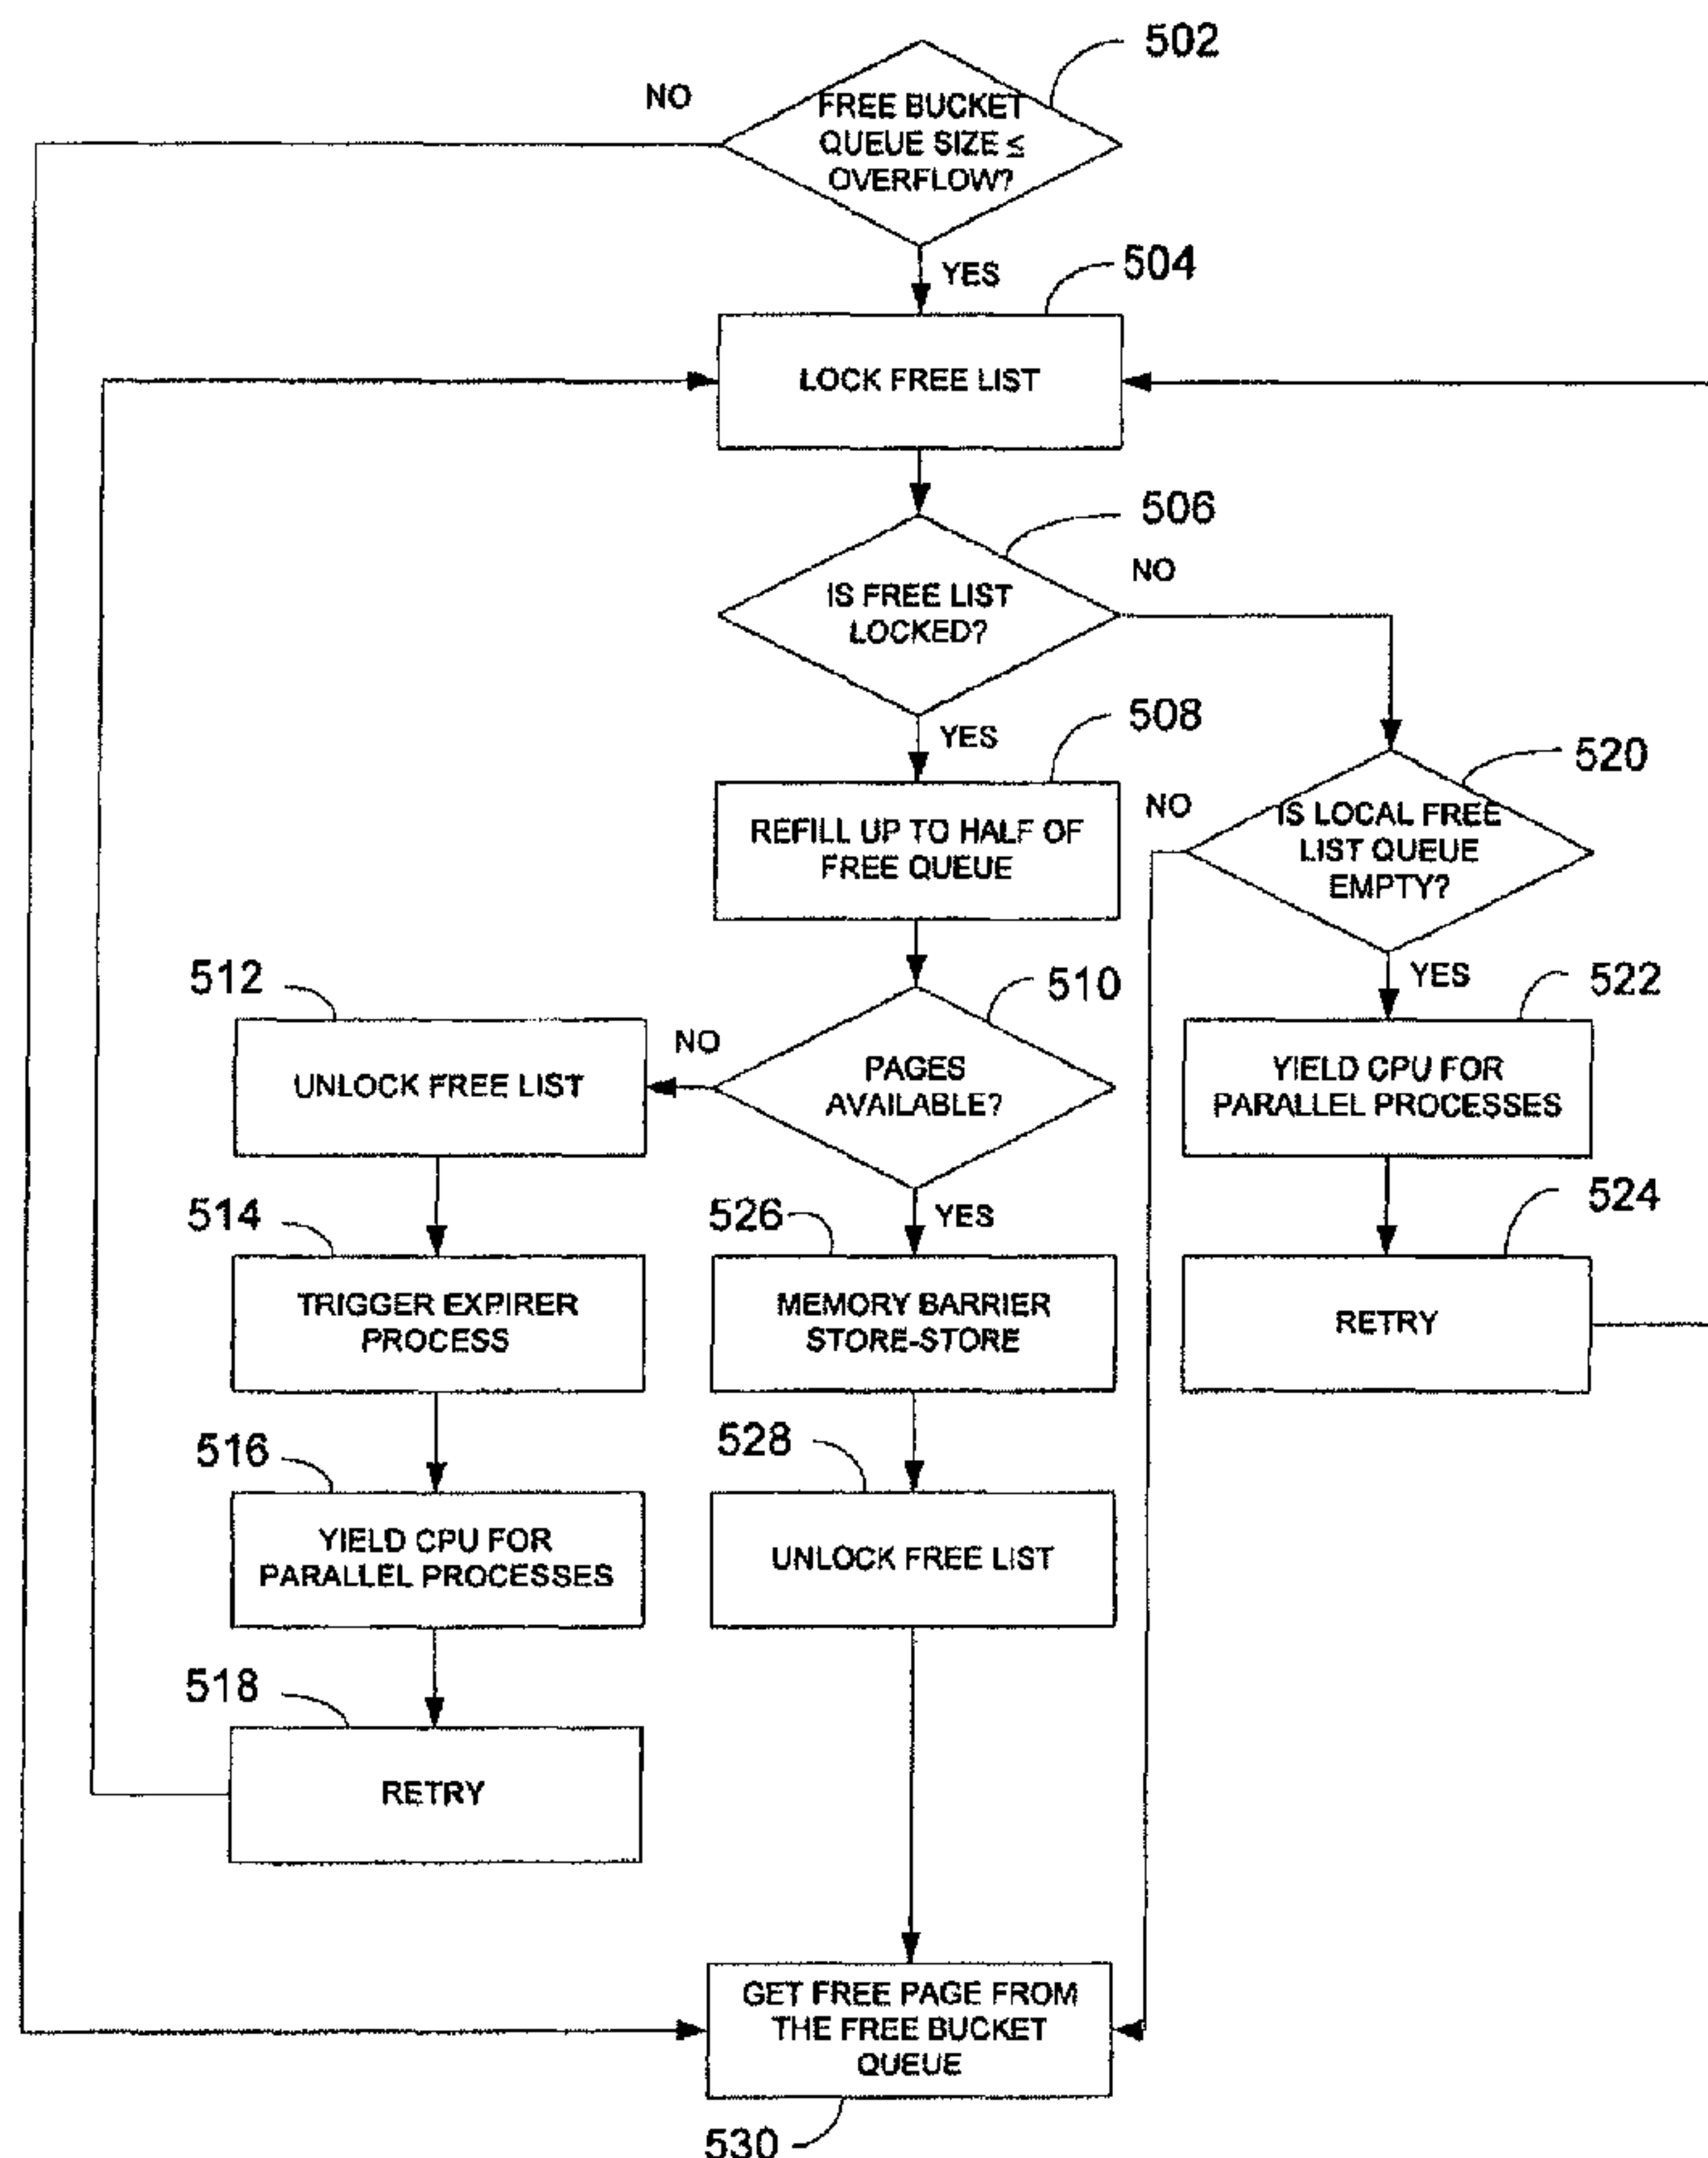 502
NO
FREE BUCKET
QUEUE SIZE ≤
OVERFLOW?
YES
504
LOCK FREE LIST
506
NO
IS FREE LIST
LOCKED?
YES
508
REFILL UP TO HALF OF
FREE QUEUE
520
NO
IS LOCAL FREE
LIST QUEUE
EMPTY?
YES
522
YIELD CPU FOR
PARALLEL PROCESSES
524
RETRY
510
PAGES
AVAILABLE?
NO
512
UNLOCK FREE LIST
514
TRIGGER EXPIRER
PROCESS
516
YIELD CPU FOR
PARALLEL PROCESSES
518
RETRY
YES
526
MEMORY BARRIER
STORE-STORE
528
UNLOCK FREE LIST
GET FREE PAGE FROM
THE FREE BUCKET
QUEUE
530